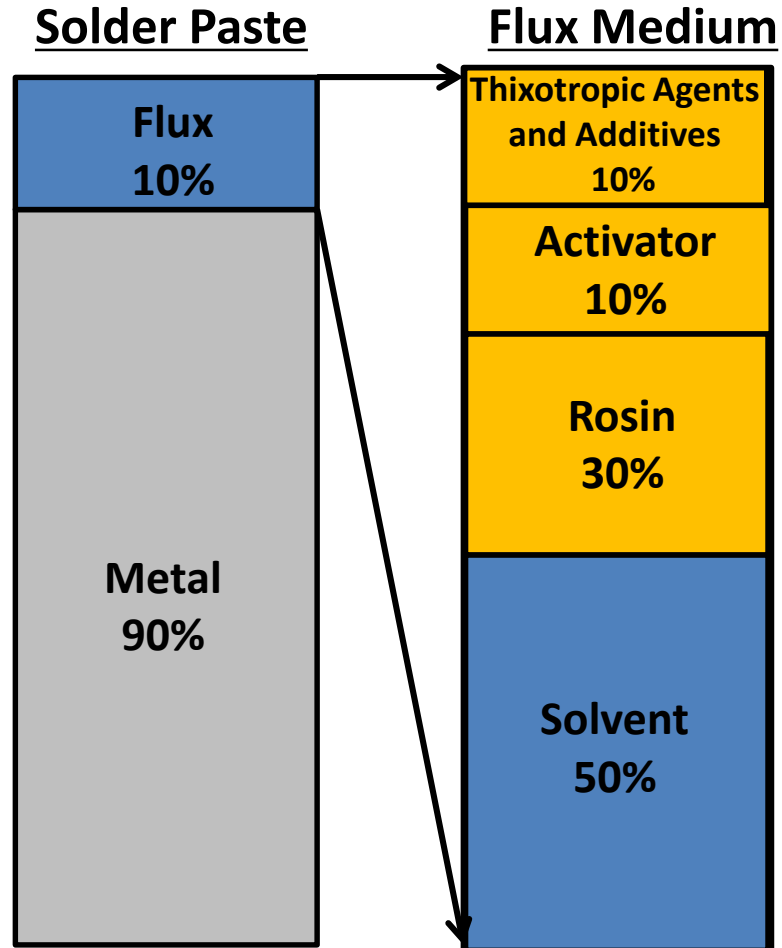 Solder Paste
Flux
10%
Metal
90%
Flux Medium
Thixotropic Agents
and Additives
10%
Activator
10%
Rosin
30%
Solvent
50%